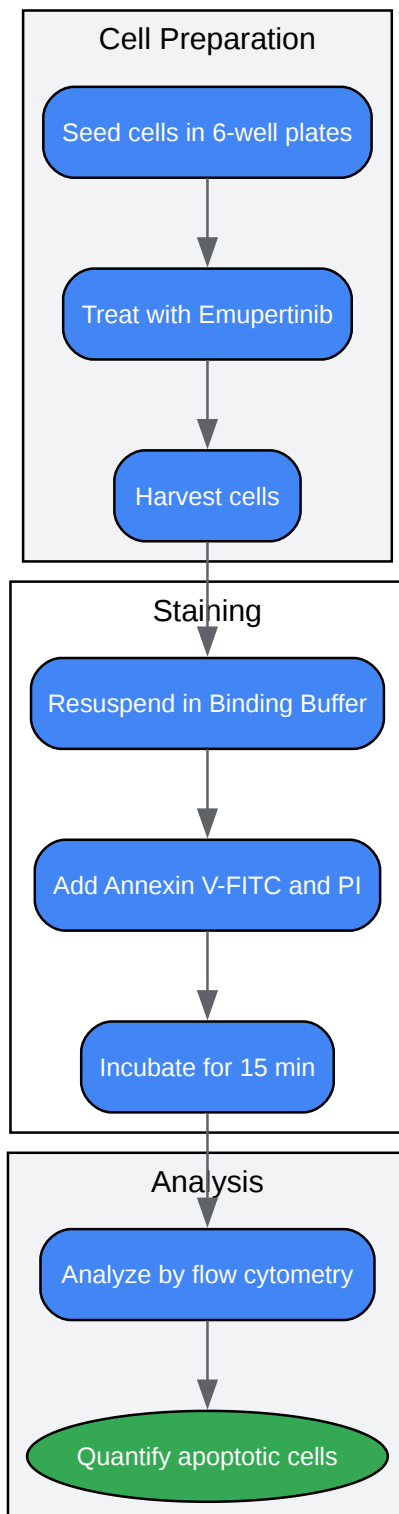 Cell Preparation
Seed cells in 6-well plates
Treat with Emupertinib
Harvest cells
Staining
Resuspend in Binding Buffer
Add Annexin V-FITC and PI
Incubate for 15 min
Analysis
Analyze by flow cytometry
Quantify apoptotic cells